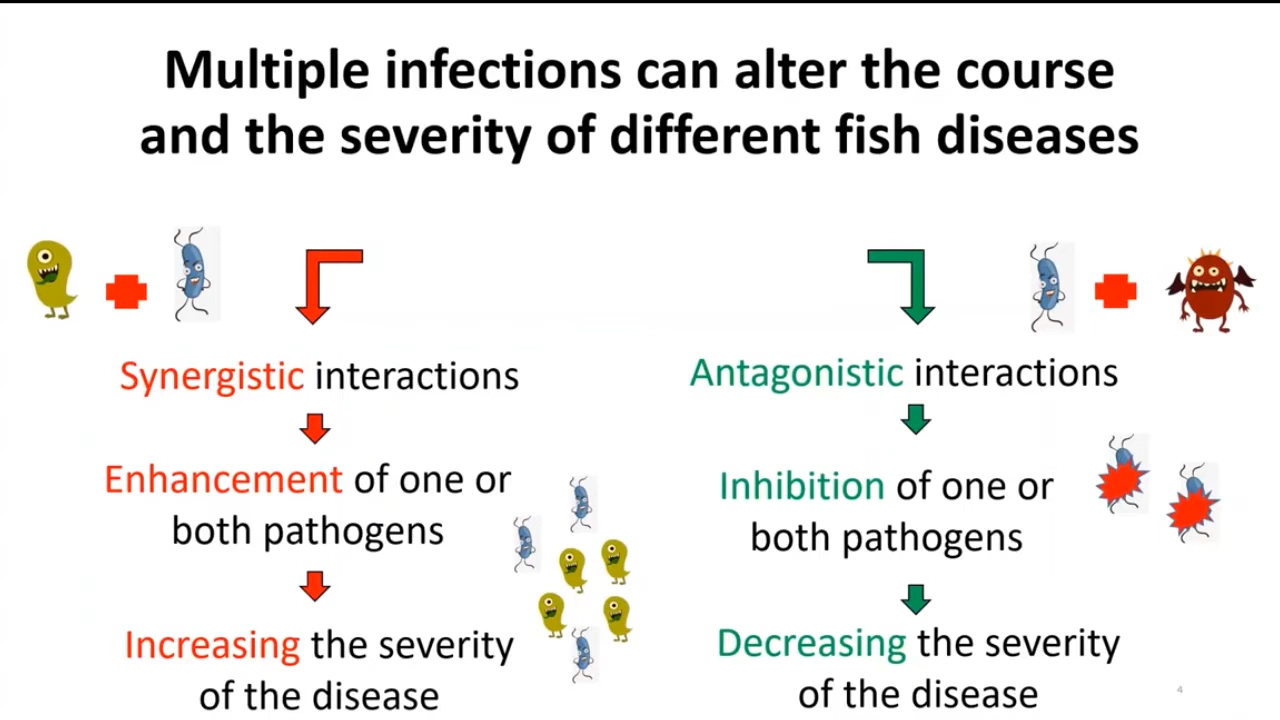 Multiple infections can alter the course
and the severity of different fish diseases
Synergistic interactions
Enhancement of one or
both pathogens
Increasing the severity
of the disease
Antagonistic interactions
Inhibition of one or
both pathogens
Decreasing the severity
of the disease
4